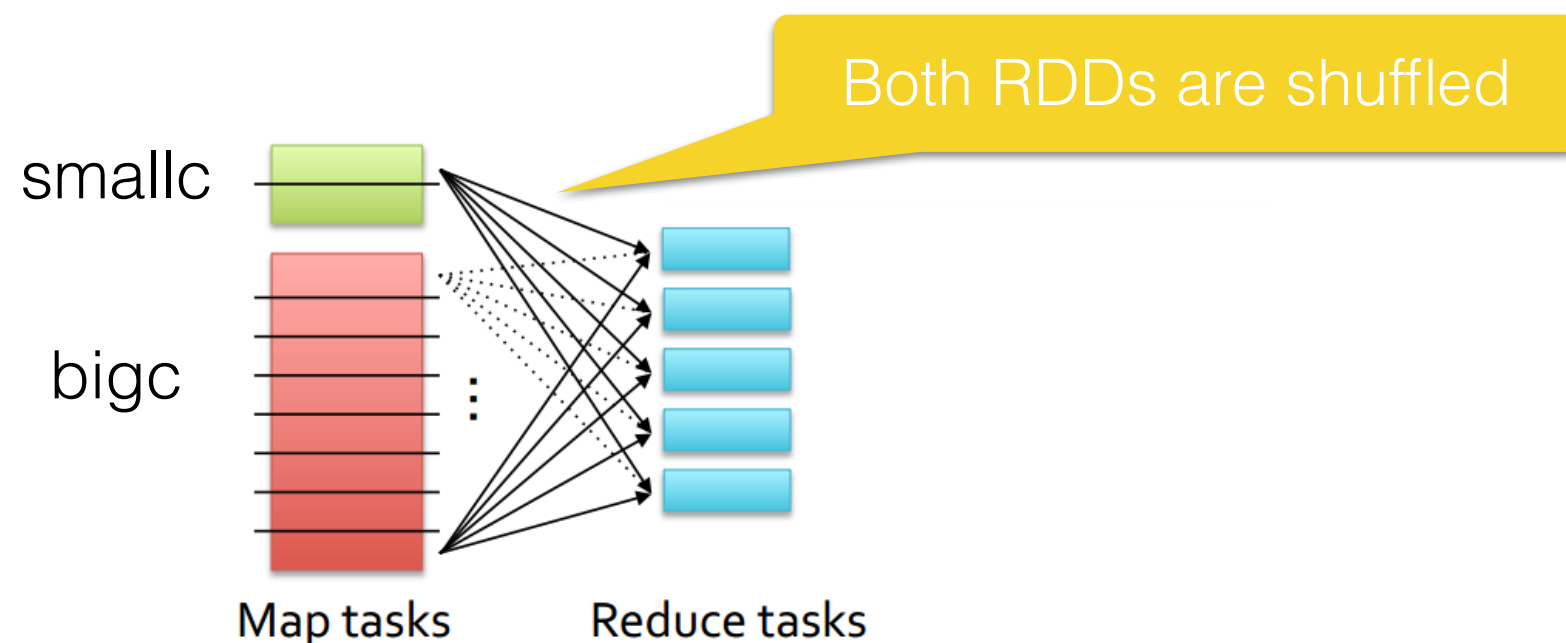 Both RDDs are shuffled
smallc
bigc
⋮
Map tasks
Reduce tasks